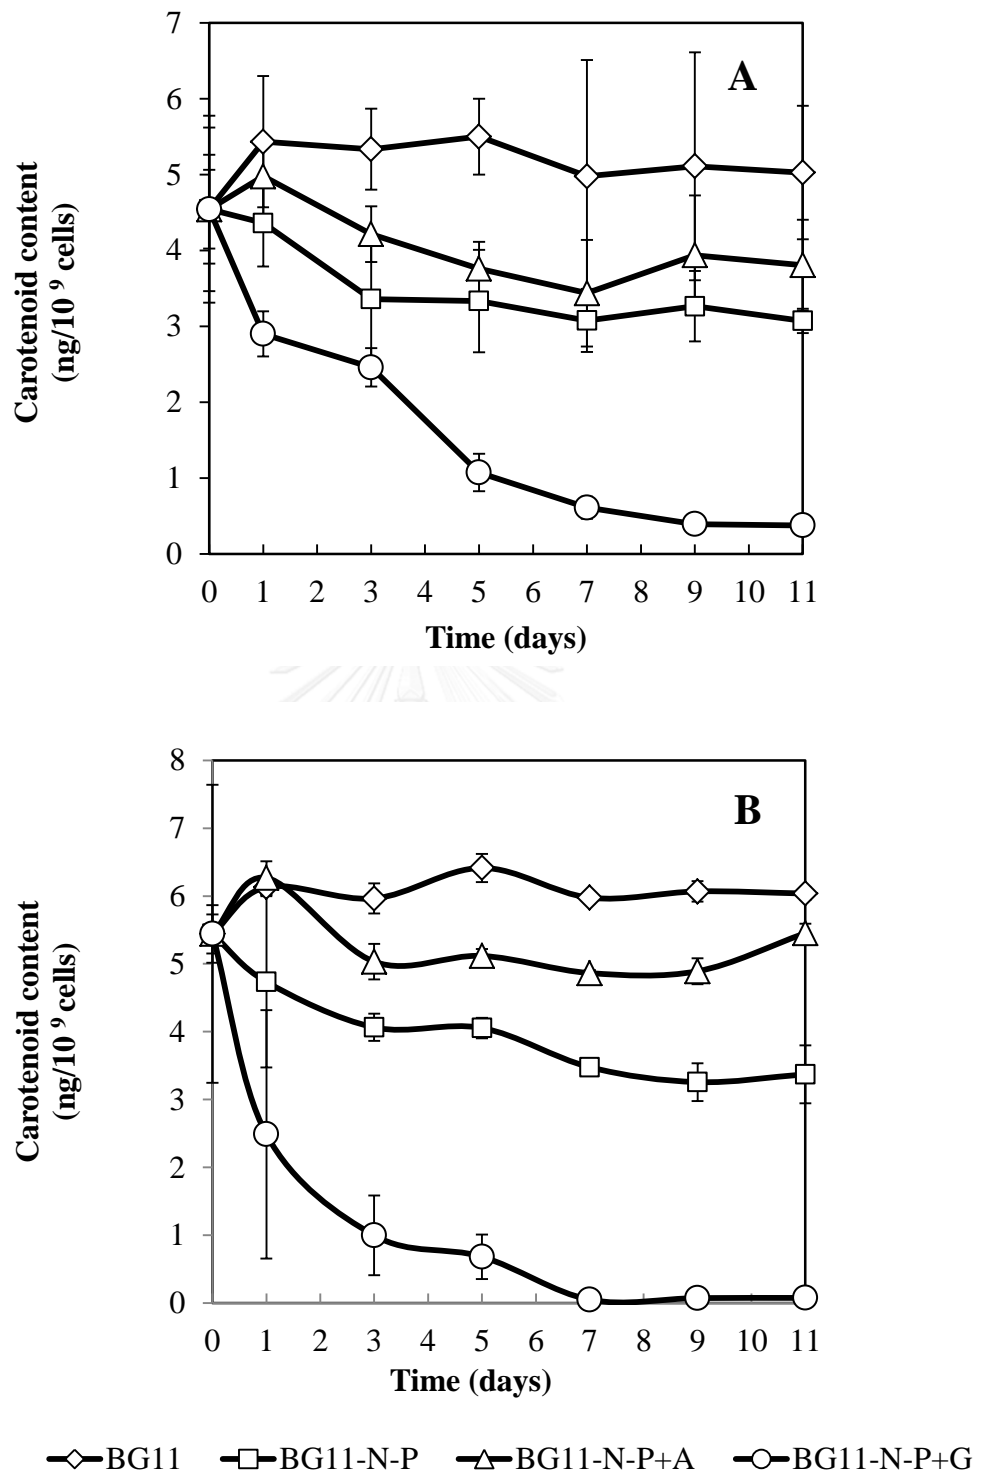 7
A
6
5
4
3
2
1
0
Carotenoid content
(ng/10 9 cells)
0 1 2 3 4 5 6 7 8 9 10 11
Time (days)
8
B
7
6
5
4
3
2
1
0
Carotenoid content
(ng/10 9 cells)
0 1 2 3 4 5 6 7 8 9 10 11
Time (days)
BG11 BG11-N-P BG11-N-P+A BG11-N-P+G